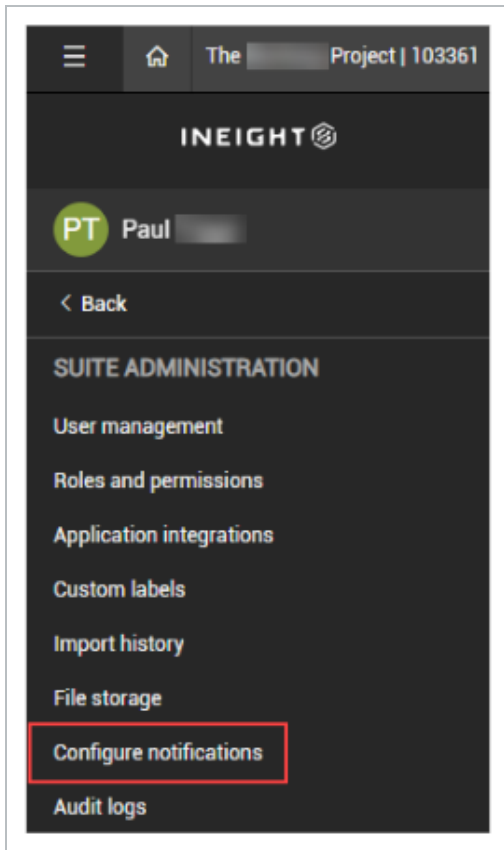 The Project | 103361
INEIGHT
PT Paul
< Back
SUITE ADMINISTRATION
User management
Roles and permissions
Application integrations
Custom labels
Import history
File storage
Configure notifications
Audit logs